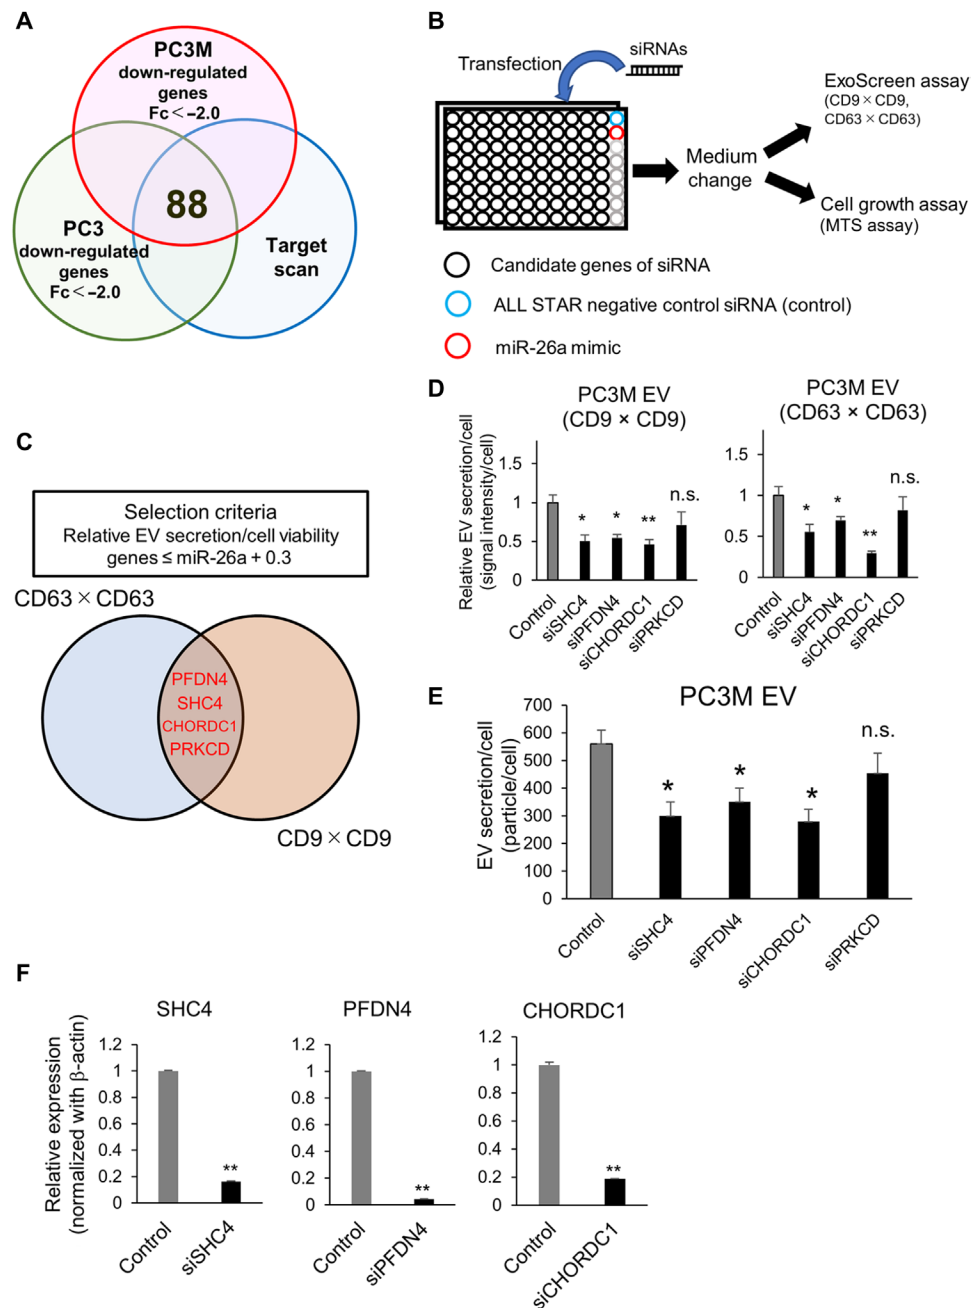 A
PC3M
down-regulated
genes
Fc < –2.0
88
PC3
down-regulated
genes
Fc < –2.0
Target
scan
B
siRNAs
Transfection
Medium
change
ExoScreen assay
(CD9 × CD9,
CD63 × CD63)
Cell growth assay
(MTS assay)
Candidate genes of siRNA
ALL STAR negative control siRNA (control)
miR-26a mimic
C
Selection criteria
Relative EV secretion/cell viability
genes ≤ miR-26a + 0.3
CD63 × CD63
PFDN4
SHC4
CHORDC1
PRKCD
CD9 × CD9
D
PC3M EV
(CD9 × CD9)
Relative EV secretion/cell
(signal intensity/cell)
1.5
1
0.5
0
* * ** n.s.
Control siSHC4 siPFDN4 siCHORDC1 siPRKCD
PC3M EV
(CD63 × CD63)
1.5
1
0.5
0
* * ** n.s.
Control siSHC4 siPFDN4 siCHORDC1 siPRKCD
E
PC3M EV
EV secretion/cell
(particle/cell)
700
600
500
400
300
200
100
0
* * * n.s.
Control siSHC4 siPFDN4 siCHORDC1 siPRKCD
F
Relative expression
(normalized with β-actin)
SHC4
1.2
1
0.8
0.6
0.4
0.2
0
**
Control siSHC4
PFDN4
1.2
1
0.8
0.6
0.4
0.2
0
**
Control siPFDN4
CHORDC1
1.2
1
0.8
0.6
0.4
0.2
0
**
Control siCHORDC1